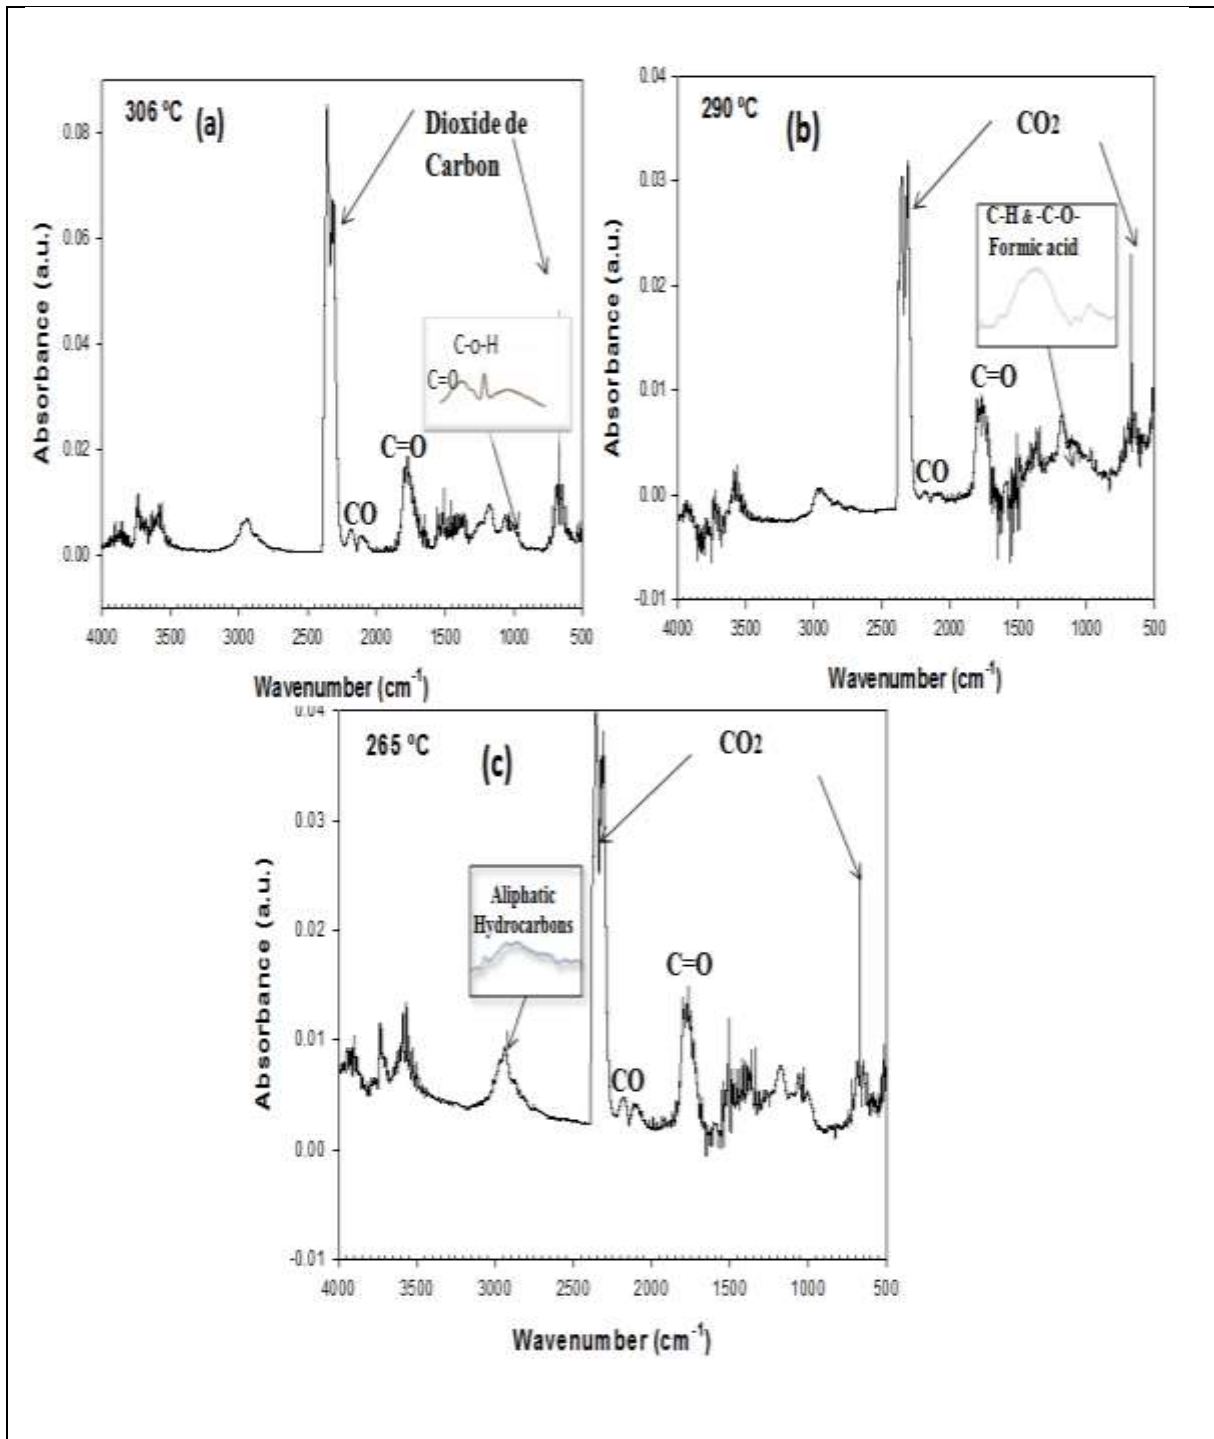 306 ºC (a)
Dioxide de
Carbon
0.08
0.06
0.04
0.02
0.00
Absorbance (a.u.)
C-o-H
C=O
C=O
CO
4000 3000 2000 1500 1000 500
Wavenumber (cm-1)
0.04
290 ºC (b)
CO2
0.03
0.02
0.01
0.00
-0.01
Absorbance (a.u.)
C-H & -C-O-
Formic acid
C=O
CO
4000 3500 3000 2500 2000 1500 1000 500
Wavenumber (cm-1)
0.04
265 ºC (c)
CO2
0.03
0.02
0.01
0.00
-0.01
Absorbance (a.u.)
Aliphatic
Hydrocarbons
C=O
CO
4000 3500 3000 2500 2000 1500 1000 500
Wavenumber (cm-1)